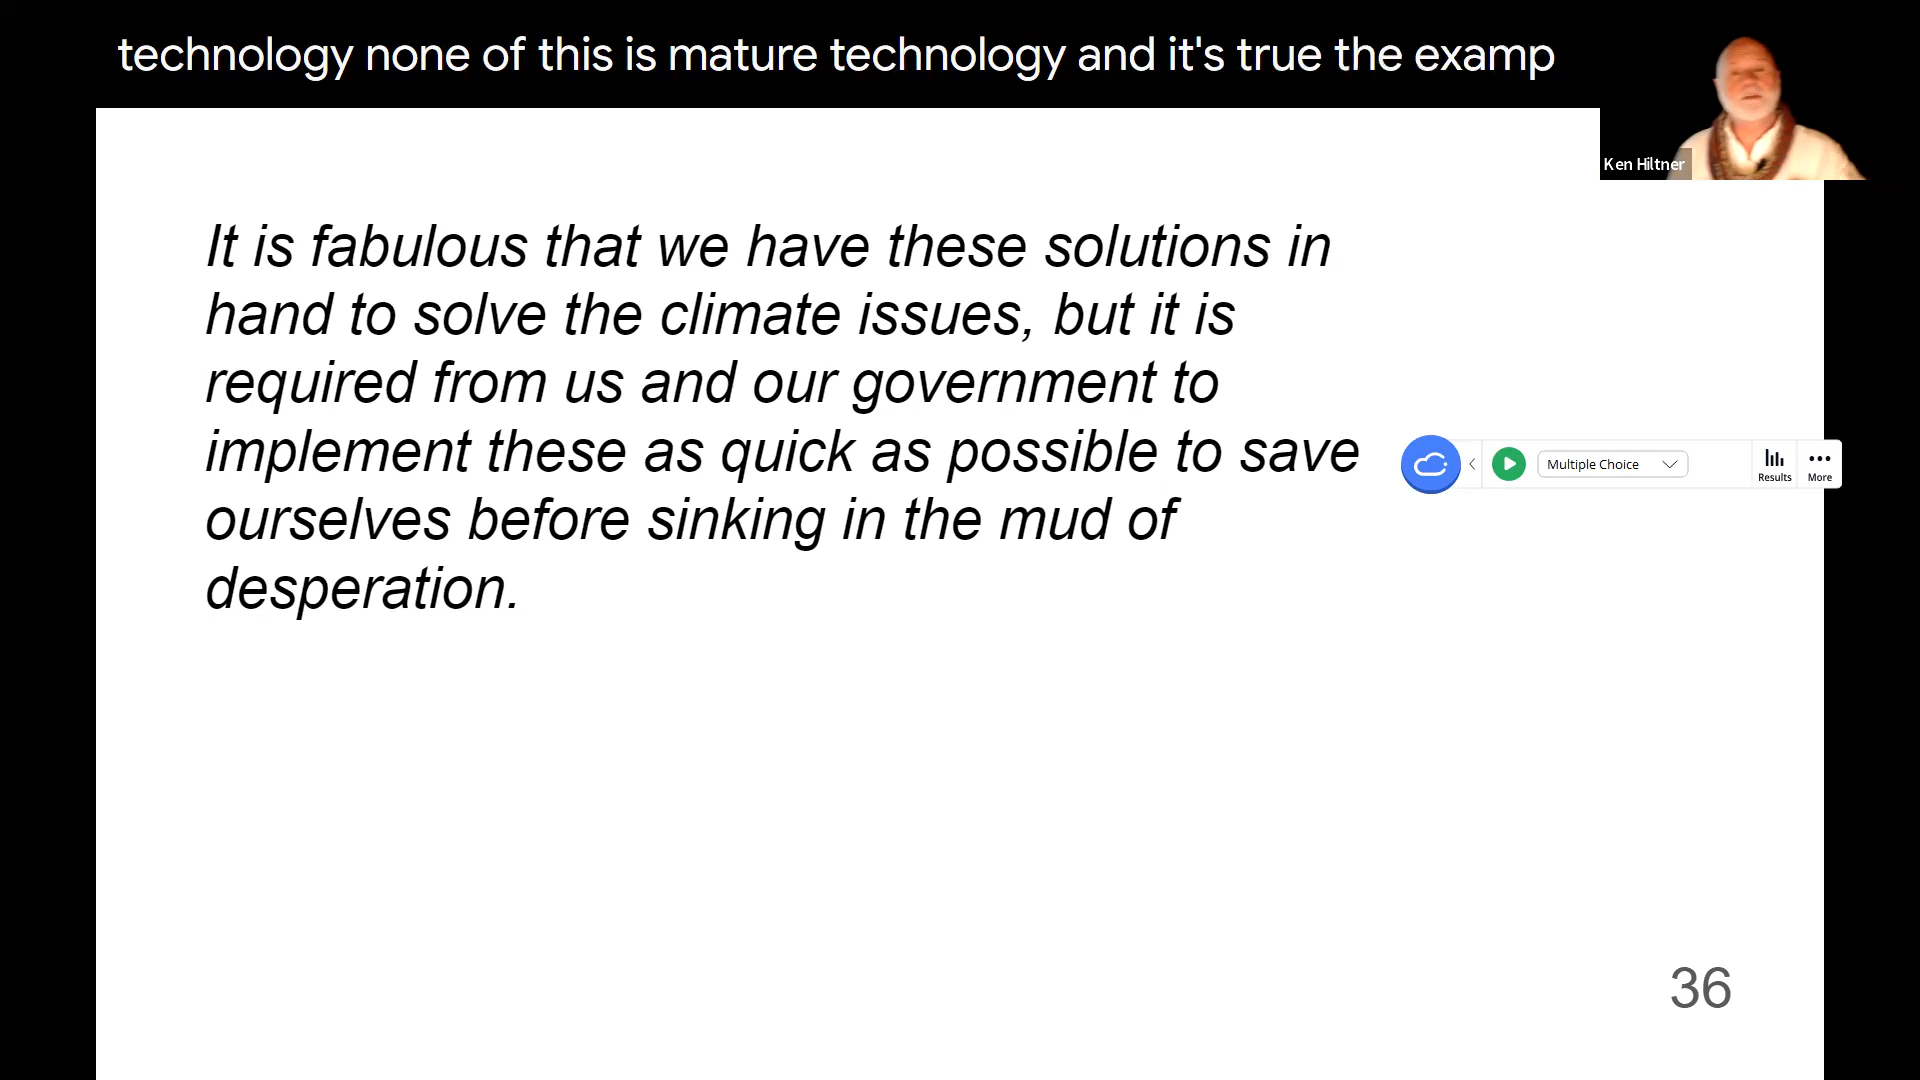 technology none of this is mature technology and it's true the examp
Ken Hiltner
It is fabulous that we have these solutions in
hand to solve the climate issues, but it is
required from us and our government to
implement these as quick as possible to save
ourselves before sinking in the mud of
desperation.
Multiple Choice
Results
More
36